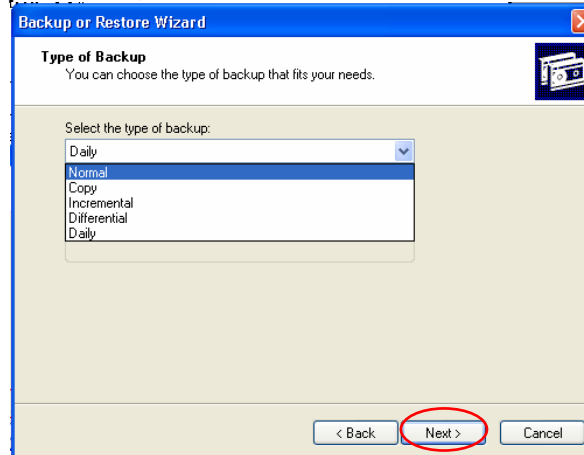 Backup or Restore Wizard
Type of Backup
You can choose the type of backup that fits your needs.
Select the type of backup:
Daily
Normal
Copy
Incremental
Differential
Daily
< Back
Next >
Cancel